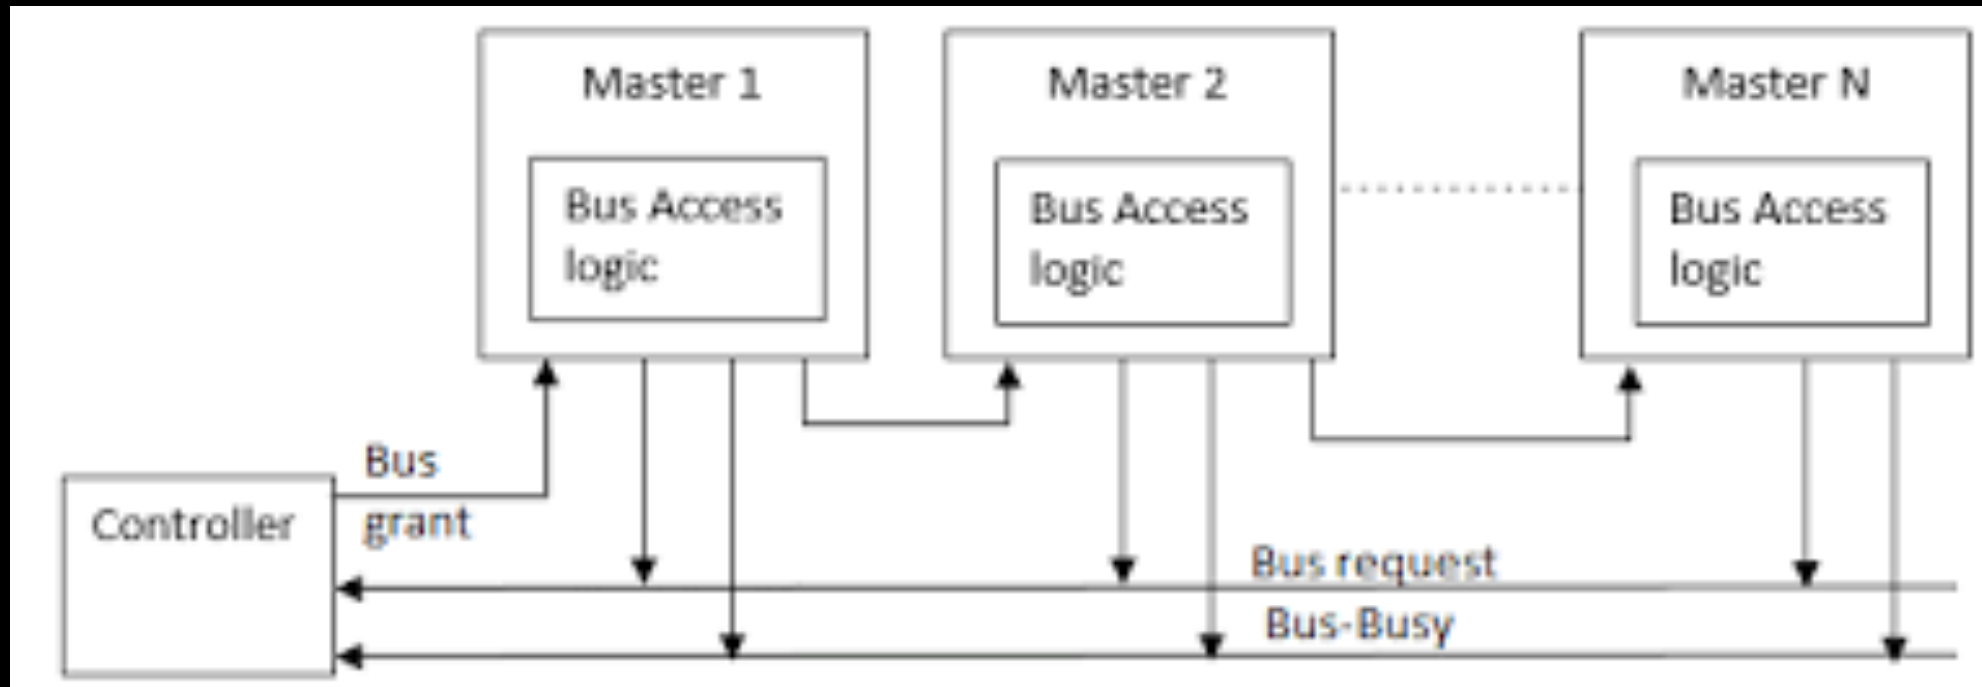 Master 1
Bus Access
logic
Master 2
Bus Access
logic
Master N
Bus Access
logic
Controller
Bus
grant
Bus request
Bus-Busy